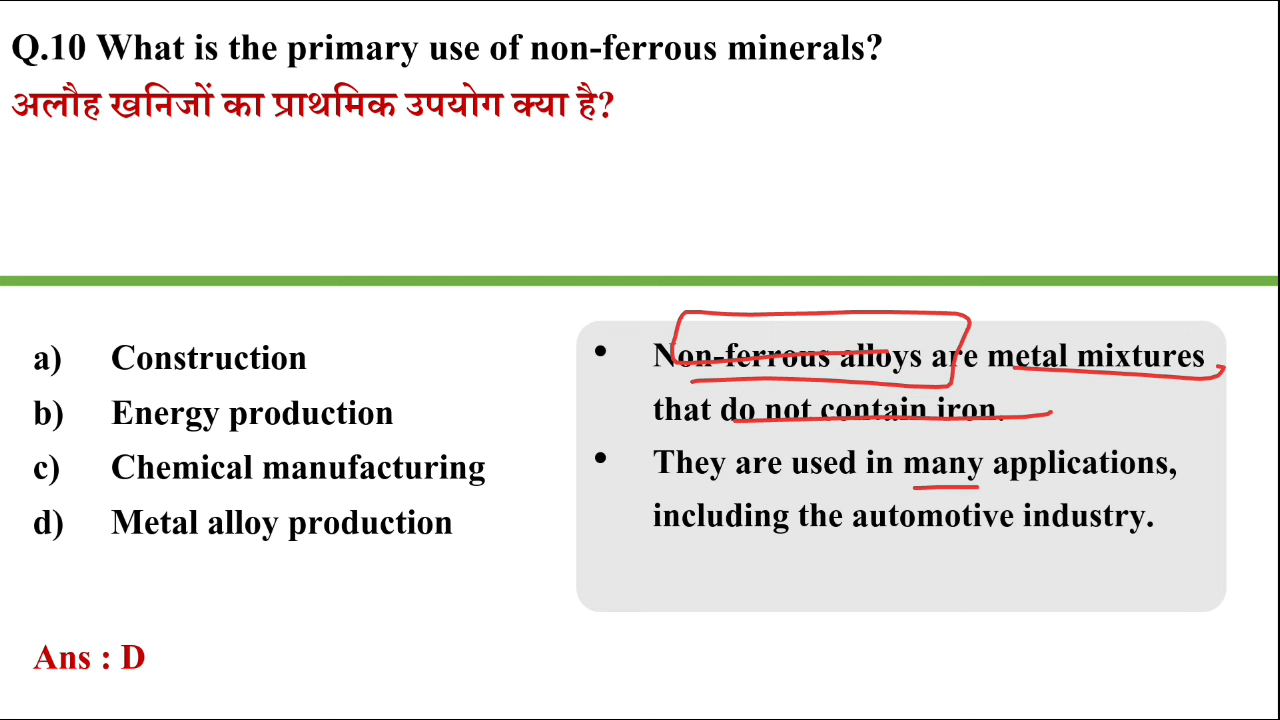 Q.10 What is the primary use of non-ferrous minerals?
अलौह खनिजों का प्राथमिक उपयोग क्या है?
a) Construction
b) Energy production
c) Chemical manufacturing
d) Metal alloy production
• Non-ferrous alloys are metal mixtures
that do not contain iron.
• They are used in many applications,
including the automotive industry.
Ans : D